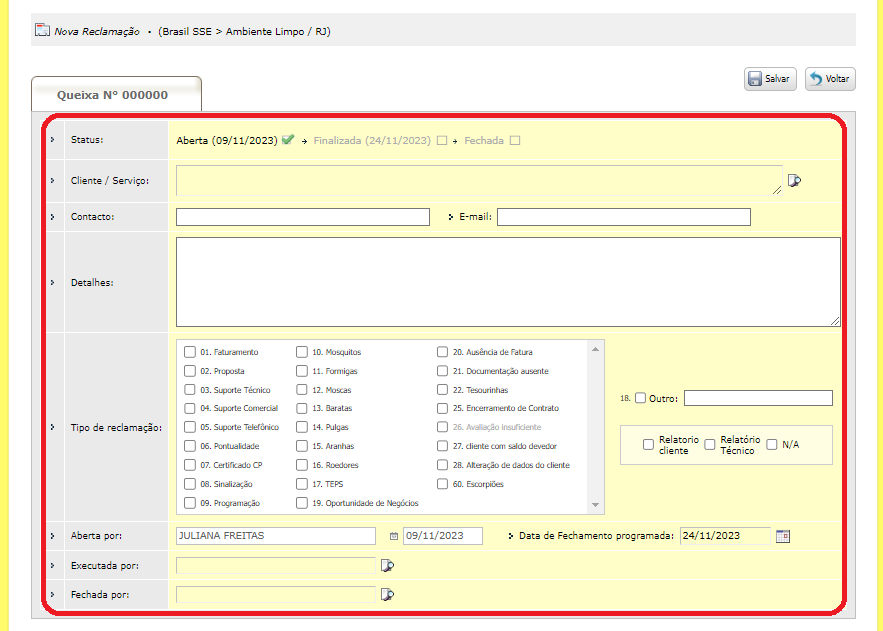 Nova Reclamação • (Brasil SSE > Ambiente Limpo / RJ)
Salvar
Voltar
Queixa N° 000000
Status:
Aberta (09/11/2023) → Finalizada (24/11/2023) → Fechada
Cliente / Serviço:
Contacto:
E-mail:
Detalhes:
Tipo de reclamação:
01. Faturamento
02. Proposta
03. Suporte Técnico
04. Suporte Comercial
05. Suporte Telefônico
06. Pontualidade
07. Certificado CP
08. Sinalização
09. Programação
10. Mosquitos
11. Formigas
12. Moscas
13. Baratas
14. Pulgas
15. Aranhas
16. Roedores
17. TEPS
19. Oportunidade de Negócios
20. Ausência de Fatura
21. Documentação ausente
22. Tesourinhas
25. Encerramento de Contrato
26. Avaliação insuficiente
27. cliente com saldo devedor
28. Alteração de dados do cliente
60. Escorpiões
18. Outro:
Relatorio cliente
Relatório Técnico
N/A
Aberta por:
JULIANA FREITAS
09/11/2023
Data de Fechamento programada:
24/11/2023
Executada por:
Fechada por: